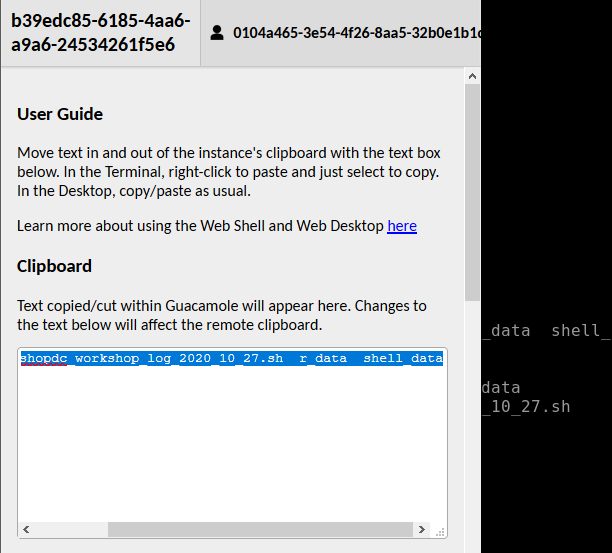 b39edc85-6185-4aa6-
a9a6-24534261f5e6
0104a465-3e54-4f26-8aa5-32b0e1b1
User Guide
Move text in and out of the instance's clipboard with the text box
below. In the Terminal, right-click to paste and just select to copy.
In the Desktop, copy/paste as usual.
Learn more about using the Web Shell and Web Desktop here
Clipboard
Text copied/cut within Guacamole will appear here. Changes to
the text below will affect the remote clipboard.
shopdc_workshop_log_2020_10_27.sh r_data shell_data
_data shell_
data
_10_27.sh